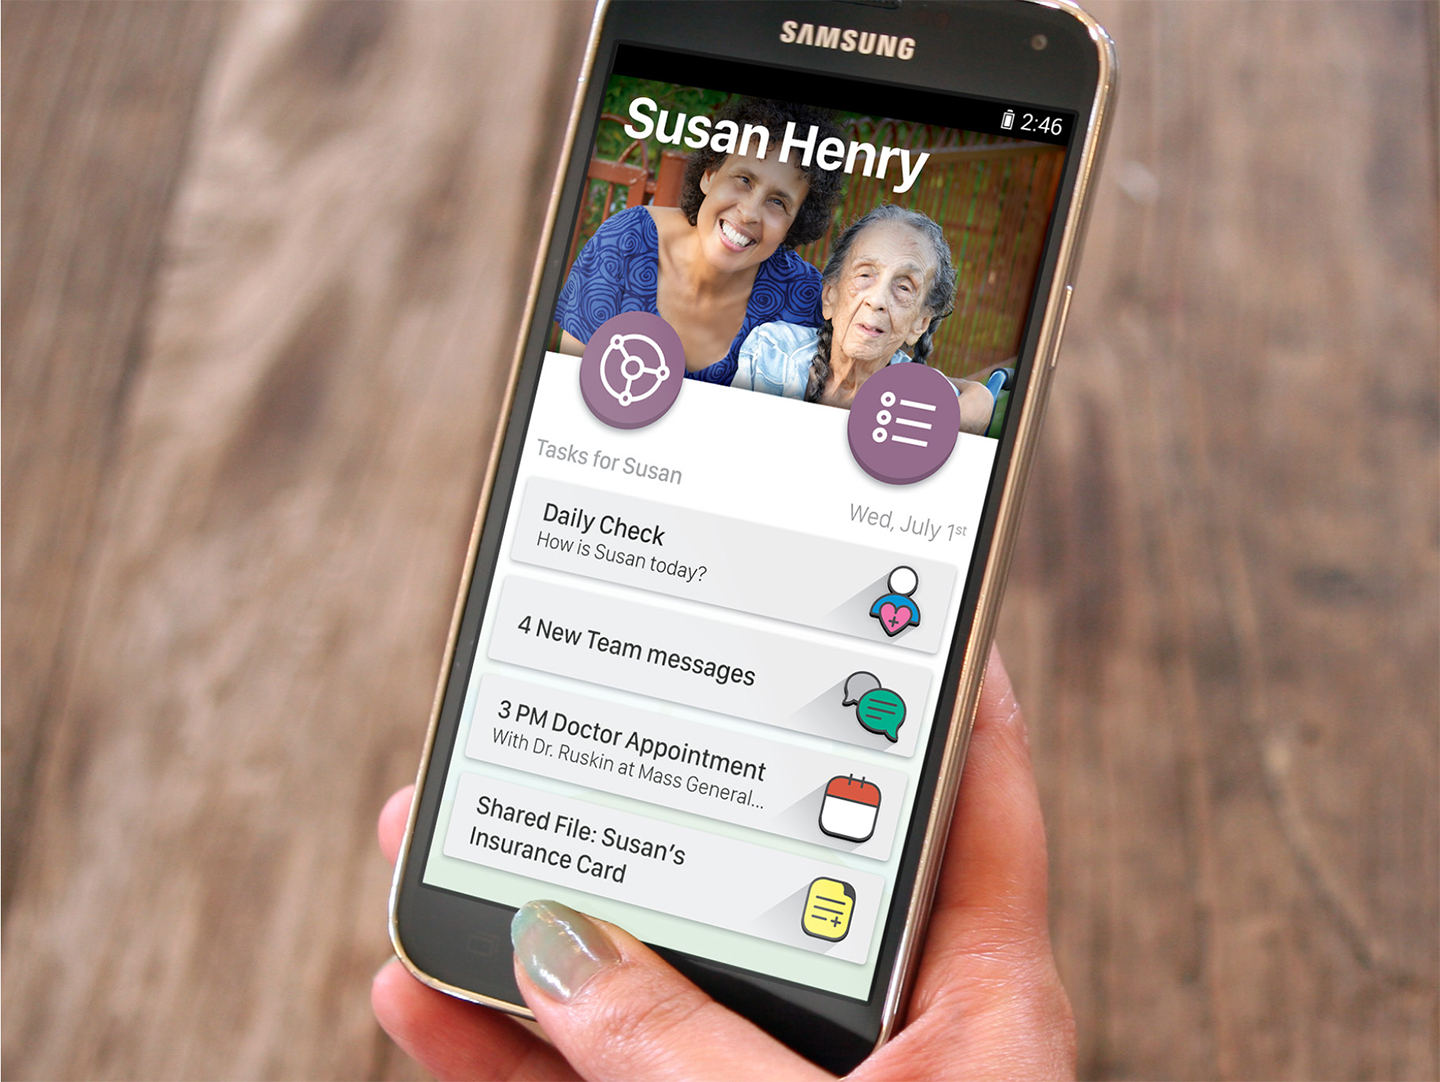 SAMSUNG
2:46
Susan Henry
Tasks for Susan
Wed, July 1st
Daily Check
How is Susan today?
4 New Team messages
3 PM Doctor Appointment
With Dr. Ruskin at Mass General...
Shared File: Susan's
Insurance Card